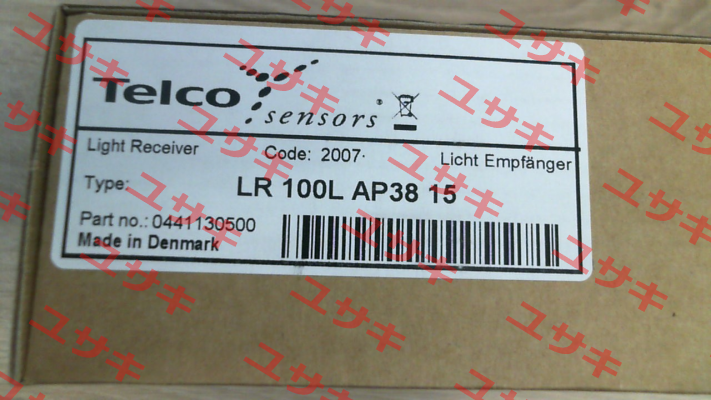 Telco sensors
Light Receiver Code: 2007· Licht Empfänger
Type: LR 100L AP38 15
Part no.: 0441130500
Made in Denmark
ユサキ